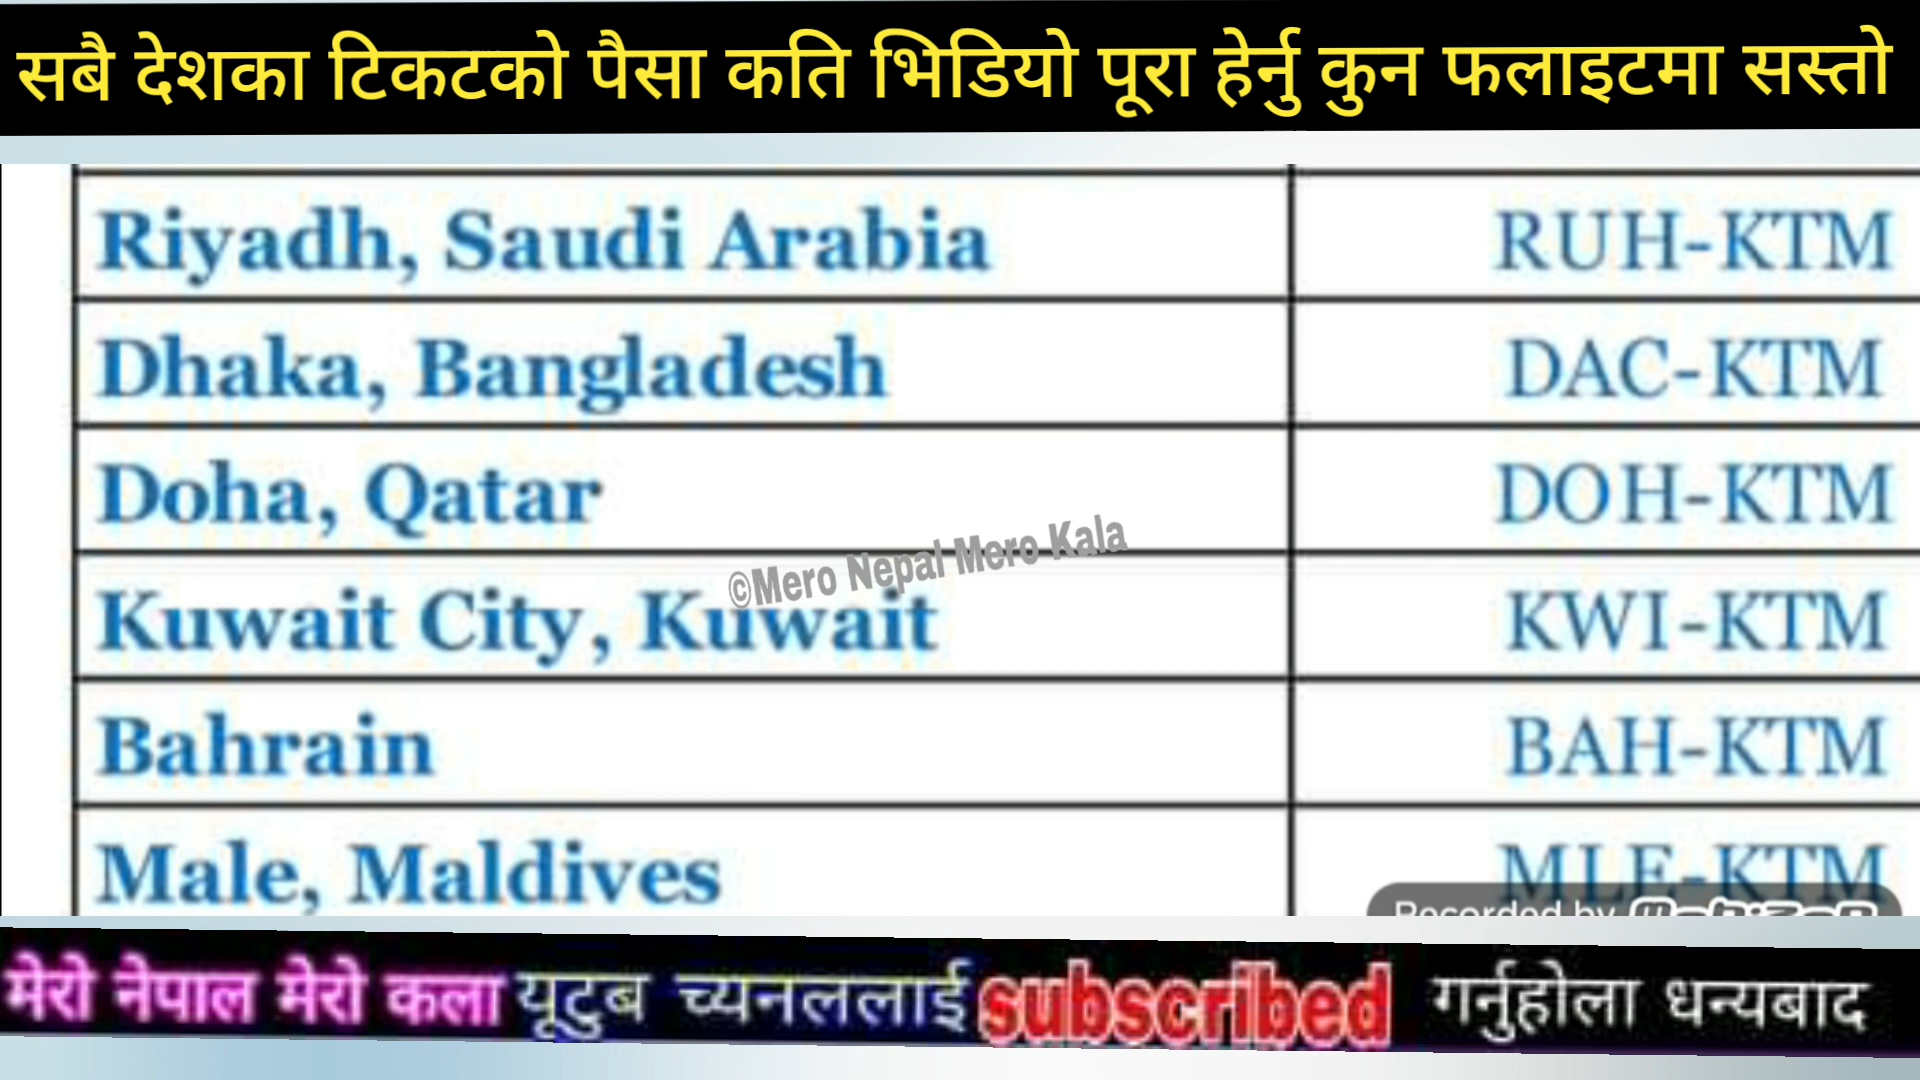 सबै देशका टिकटको पैसा कति भिडियो पूरा हेर्नु कुन फलाइटमा सस्तो
Riyadh, Saudi Arabia RUH-KTM
Dhaka, Bangladesh DAC-KTM
Doha, Qatar DOH-KTM
©Mero Nepal Mero Kala
Kuwait City, Kuwait KWI-KTM
Bahrain BAH-KTM
Male, Maldives MLE-KTM
Recorded by
मेरो नेपाल मेरो कला यूटुब च्यनललाई subscribed गर्नुहोला धन्यबाद